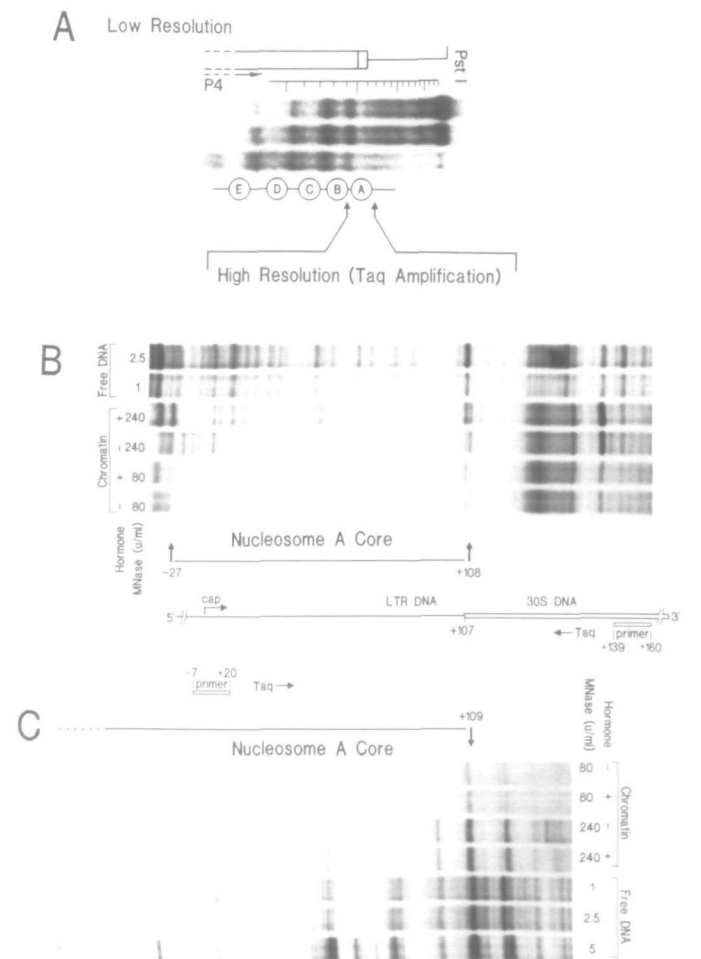 A Low Resolution
P4
Pst I
E D C B A
High Resolution (Taq Amplification)
B
Free DNA
2.5
1
Chromatin
+ 240
- 240
+ 80
- 80
Hormone
MNase (u/ml)
Nucleosome A Core
-27 +108
cap LTR DNA 30S DNA
5' 3'
+107 ←Taq primer
+139 +160
-7 +20
primer Taq→
C
+109
Nucleosome A Core
MNase (u/ml)
Hormone
80 -
80 +
240 -
240 +
Chromatin
1
2.5
5
Free DNA